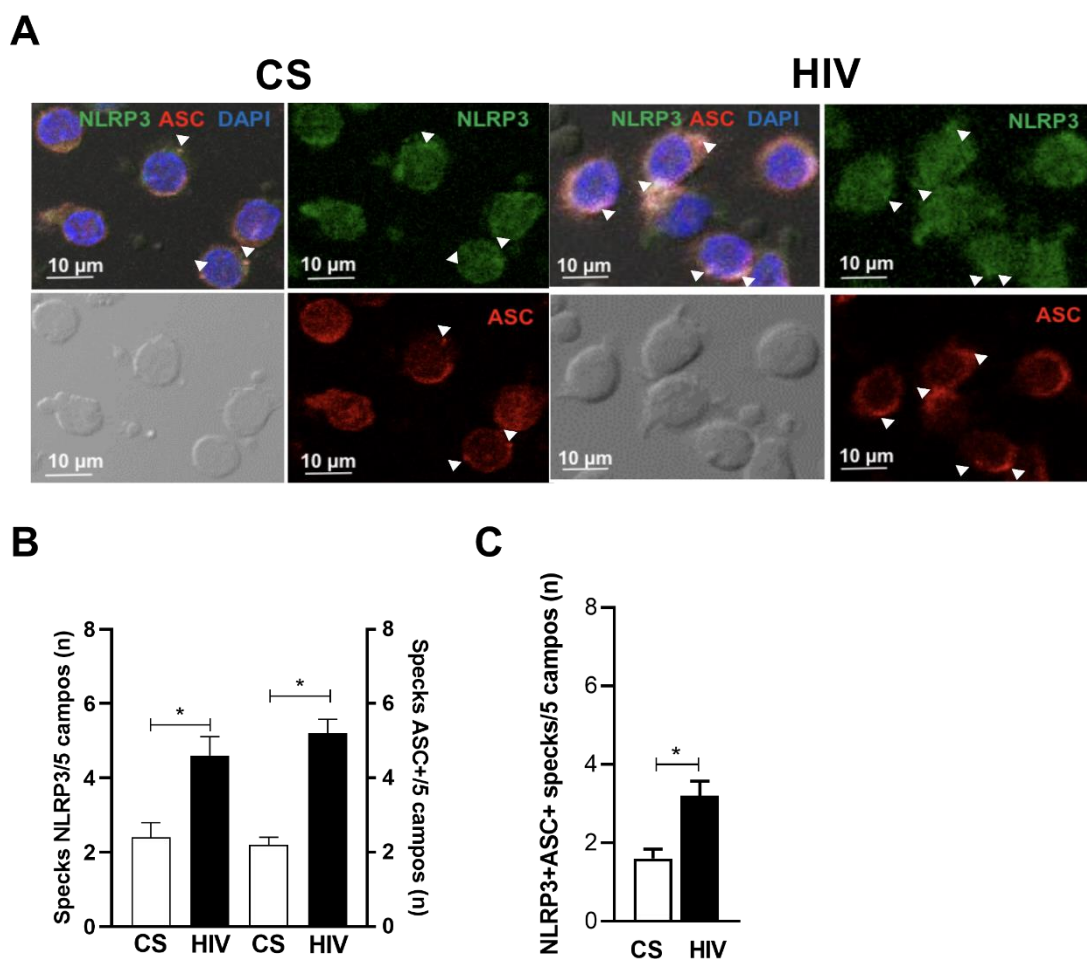 A
CS
HIV
NLRP3 ASC DAPI
NLRP3
NLRP3 ASC DAPI
NLRP3
10 µm
10 µm
10 µm
10 µm
ASC
ASC
10 µm
10 µm
10 µm
10 µm
B
Specks NLRP3/5 campos (n)
8
6
4
2
0
*
*
8
6
4
2
0
Specks ASC+/5 campos (n)
CS
HIV
CS
HIV
C
NLRP3+ASC+ specks/5 campos (n)
8
6
4
2
0
*
CS
HIV